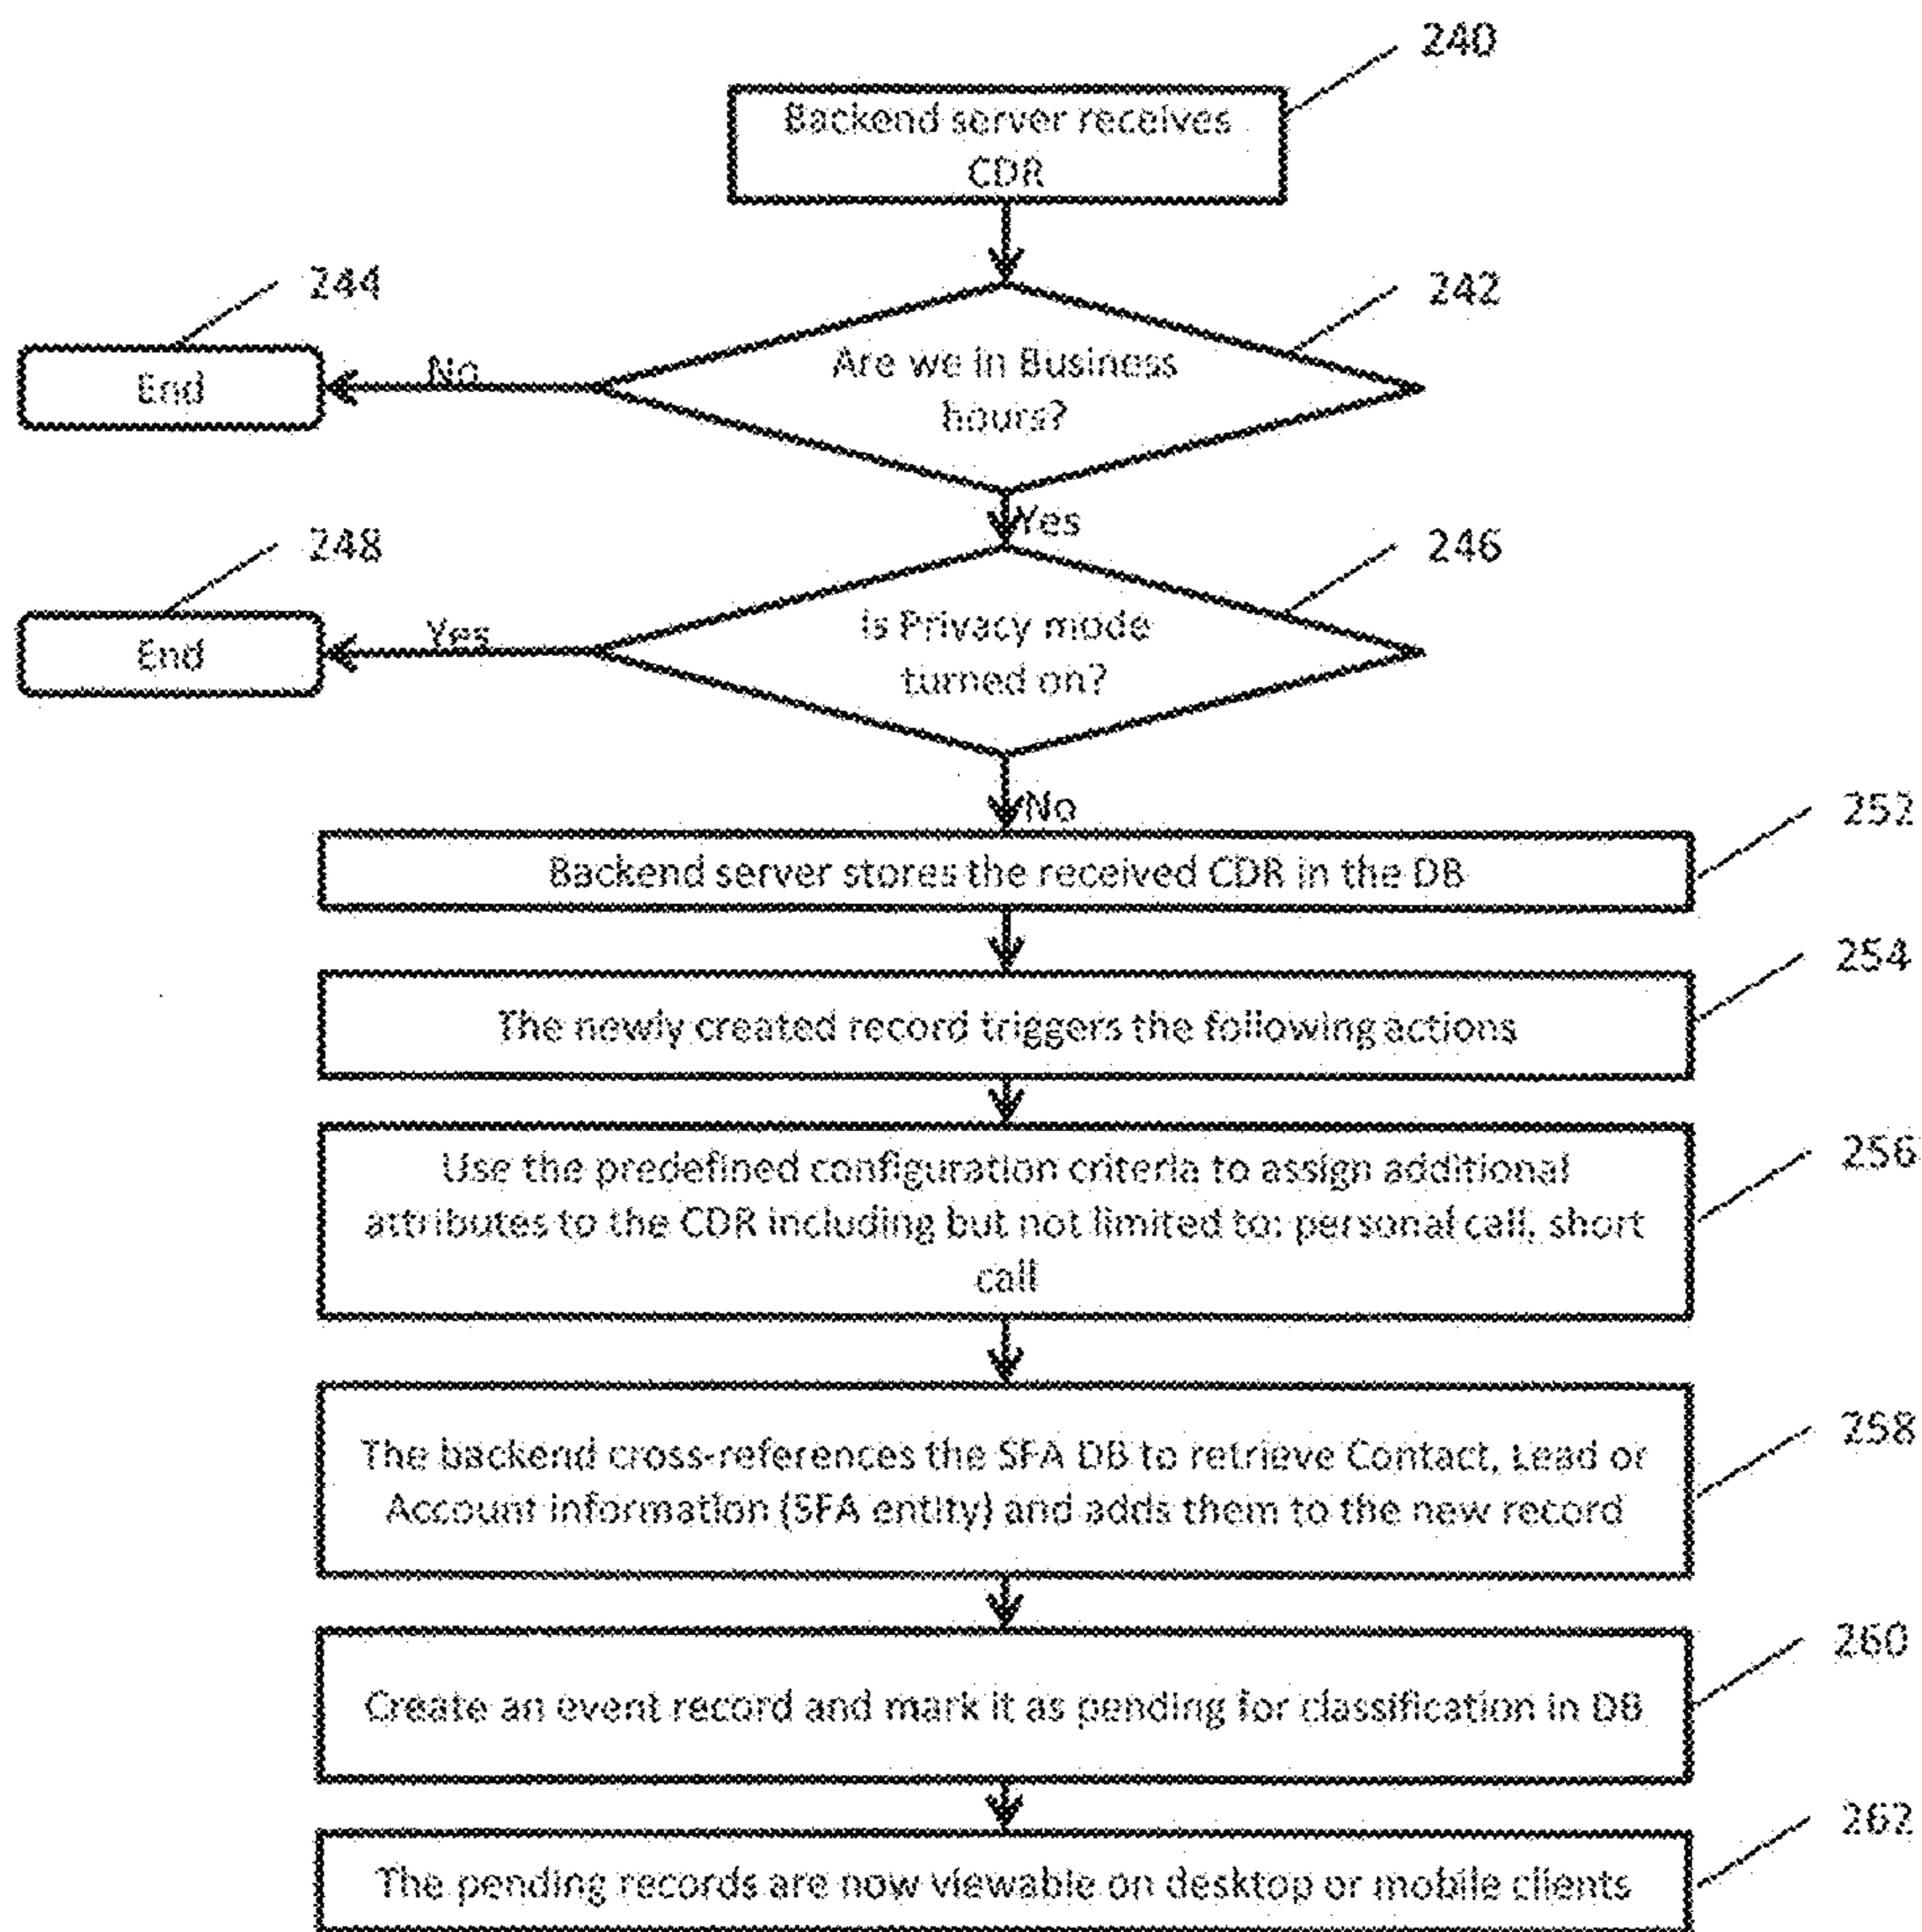 240
Backend server receives
CDR
244
242
End
No
Are we in Business
hours?
Yes
248
246
End
Yes
Is Privacy mode
turned on?
No
252
Backend server stores the received CDR in the DB
254
The newly created record triggers the following actions
256
Use the predefined configuration criteria to assign additional
attributes to the CDR including but not limited to: personal call, short
call
258
The backend cross-references the SFA DB to retrieve Contact, Lead or
Account information (SFA entity) and adds them to the new record
260
Create an event record and mark it as pending for classification in DB
262
The pending records are now viewable on desktop or mobile clients